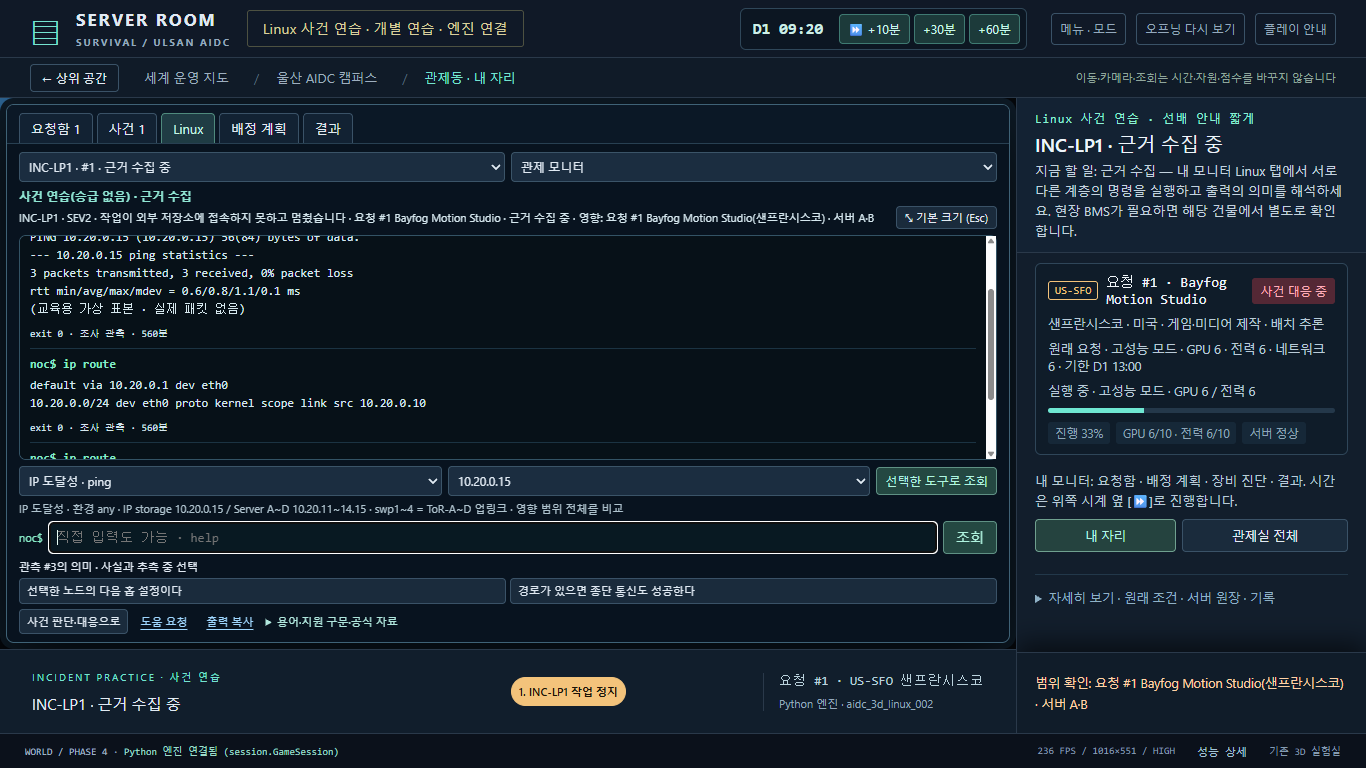 SERVER ROOM
SURVIVAL / ULSAN AIDC
Linux 사건 연습 · 개별 연습 · 엔진 연결
D1 09:20
⏩ +10분
+30분
+60분
메뉴 · 모드
오프닝 다시 보기
플레이 안내
← 상위 공간
세계 운영 지도 / 울산 AIDC 캠퍼스 / 관제동 · 내 자리
이동·카메라·조회는 시간·자원·점수를 바꾸지 않습니다
요청함 1
사건 1
Linux
배정 계획
결과
INC-LP1 · #1 · 근거 수집 중
관제 모니터
사건 연습(승급 없음) · 근거 수집
INC-LP1 · SEV2 · 작업이 외부 저장소에 접속하지 못하고 멈췄습니다 · 요청 #1 Bayfog Motion Studio · 근거 수집 중 · 영향: 요청 #1 Bayfog Motion Studio(샌프란시스코) · 서버 A·B
⤡ 기본 크기 (Esc)
PING 10.20.0.15 (10.20.0.15) 56(84) bytes of data.
--- 10.20.0.15 ping statistics ---
3 packets transmitted, 3 received, 0% packet loss
rtt min/avg/max/mdev = 0.6/0.8/1.1/0.1 ms
(교육용 가상 표본 · 실제 패킷 없음)
exit 0 · 조사 관측 · 560분
noc$ ip route
default via 10.20.0.1 dev eth0
10.20.0.0/24 dev eth0 proto kernel scope link src 10.20.0.10
exit 0 · 조사 관측 · 560분
noc$ ip route
IP 도달성 · ping
10.20.0.15
선택한 도구로 조회
IP 도달성 · 환경 any · IP storage 10.20.0.15 / Server A~D 10.20.11~14.15 · swp1~4 = ToR-A~D 업링크 · 영향 범위 전체를 비교
noc$
직접 입력도 가능 · help
조회
관측 #3의 의미 · 사실과 추측 중 선택
선택한 노드의 다음 홉 설정이다
경로가 있으면 종단 통신도 성공한다
사건 판단·대응으로
도움 요청
출력 복사
▶ 용어·지원 구문·공식 자료
Linux 사건 연습 · 선배 안내 짧게
INC-LP1 · 근거 수집 중
지금 할 일: 근거 수집 — 내 모니터 Linux 탭에서 서로
다른 계층의 명령을 실행하고 출력의 의미를 해석하세
요. 현장 BMS가 필요하면 해당 건물에서 별도로 확인
합니다.
US-SFO
요청 #1 · Bayfog
Motion Studio
사건 대응 중
샌프란시스코 · 미국 · 게임·미디어 제작 · 배치 추론
원래 요청 · 고성능 모드 · GPU 6 · 전력 6 · 네트워크
6 · 기한 D1 13:00
실행 중 · 고성능 모드 · GPU 6 / 전력 6
진행 33%
GPU 6/10 · 전력 6/10
서버 정상
내 모니터: 요청함 · 배정 계획 · 장비 진단 · 결과. 시간
은 위쪽 시계 옆 [⏩]로 진행합니다.
내 자리
관제실 전체
▶ 자세히 보기 · 원래 조건 · 서버 원장 · 기록
INCIDENT PRACTICE · 사건 연습
INC-LP1 · 근거 수집 중
1. INC-LP1 작업 정지
요청 #1 · US-SFO 샌프란시스코
Python 엔진 · aidc_3d_linux_002
범위 확인: 요청 #1 Bayfog Motion Studio(샌프란시스코)
· 서버 A·B
WORLD / PHASE 4 · Python 엔진 연결됨 (session.GameSession)
236 FPS / 1016×551 / HIGH
성능 상세
기존 3D 실험실